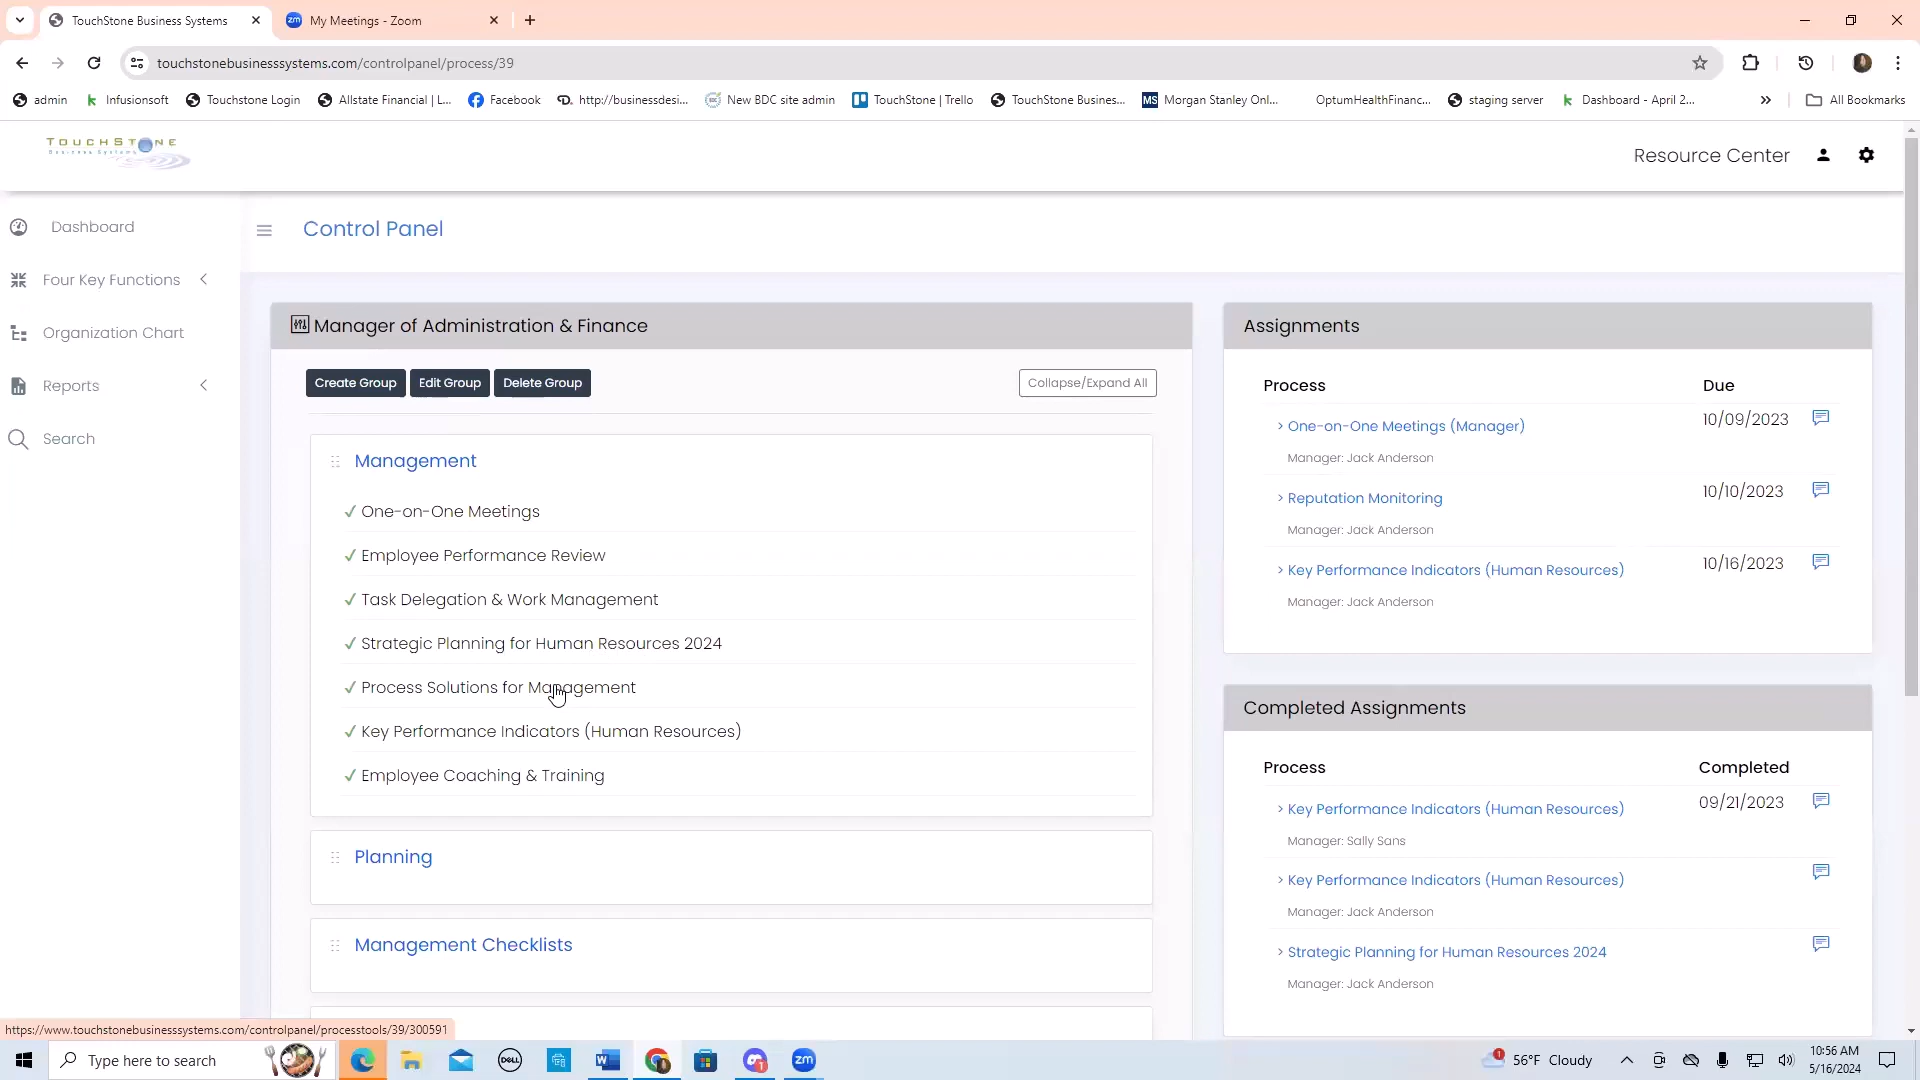 TouchStone Business Systems
My Meetings - Zoom
touchstonebusinesssystems.com/controlpanel/process/39
admin
Infusionsoft
Touchstone Login
Allstate Financial | L...
Facebook
http://businessdesi...
New BDC site admin
TouchStone | Trello
TouchStone Busines...
Morgan Stanley Onl...
OptumHealthFinanc...
staging server
Dashboard - April 2...
All Bookmarks
TOUCHSTONE
Business Systems
Resource Center
Dashboard
Four Key Functions
Organization Chart
Reports
Search
Control Panel
Manager of Administration & Finance
Create Group
Edit Group
Delete Group
Collapse/Expand All
Management
One-on-One Meetings
Employee Performance Review
Task Delegation & Work Management
Strategic Planning for Human Resources 2024
Process Solutions for Management
Key Performance Indicators (Human Resources)
Employee Coaching & Training
Planning
Management Checklists
Assignments
Process Due
One-on-One Meetings (Manager) 10/09/2023
Manager: Jack Anderson
Reputation Monitoring 10/10/2023
Manager: Jack Anderson
Key Performance Indicators (Human Resources) 10/16/2023
Manager: Jack Anderson
Completed Assignments
Process Completed
Key Performance Indicators (Human Resources) 09/21/2023
Manager: Sally Sans
Key Performance Indicators (Human Resources)
Manager: Jack Anderson
Strategic Planning for Human Resources 2024
Manager: Jack Anderson
https://www.touchstonebusinesssystems.com/controlpanel/processtools/39/300591
Type here to search
DELL
zm
1
56°F Cloudy
10:56 AM
5/16/2024